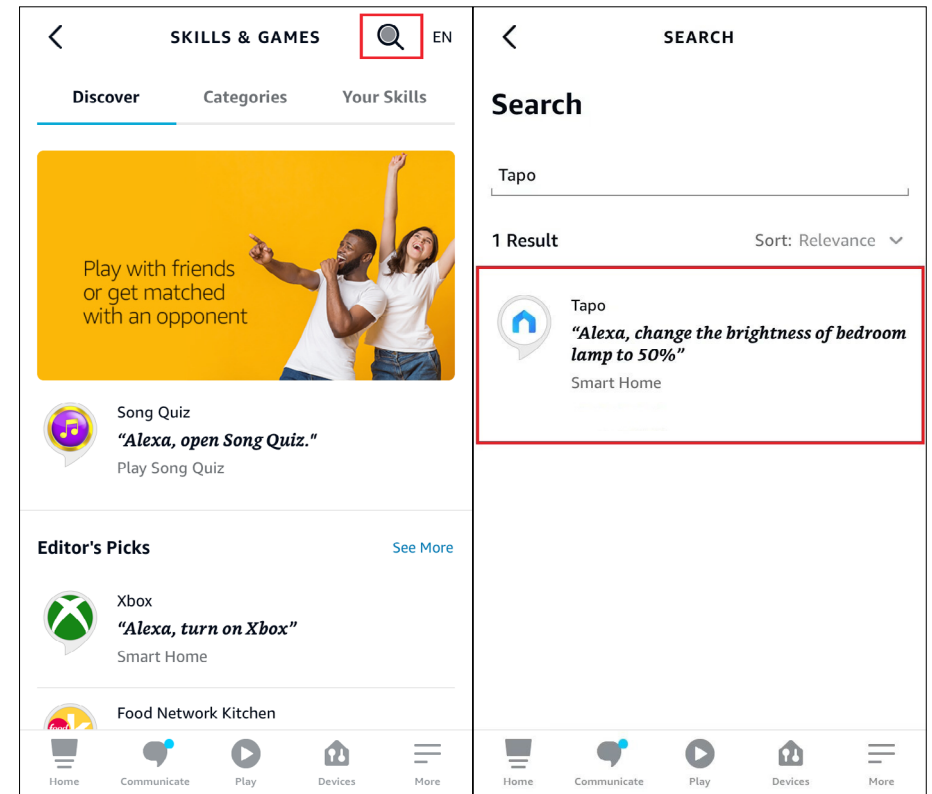 SKILLS & GAMES
EN
Discover
Categories
Your Skills
Play with friends
or get matched
with an opponent
Song Quiz
“Alexa, open Song Quiz."
Play Song Quiz
Editor's Picks
See More
Xbox
“Alexa, turn on Xbox”
Smart Home
food
Food Network Kitchen
Home
Communicate
Play
Devices
More
SEARCH
Search
Tapo
1 Result
Sort: Relevance
Tapo
“Alexa, change the brightness of bedroom
lamp to 50%”
Smart Home
Home
Communicate
Play
Devices
More